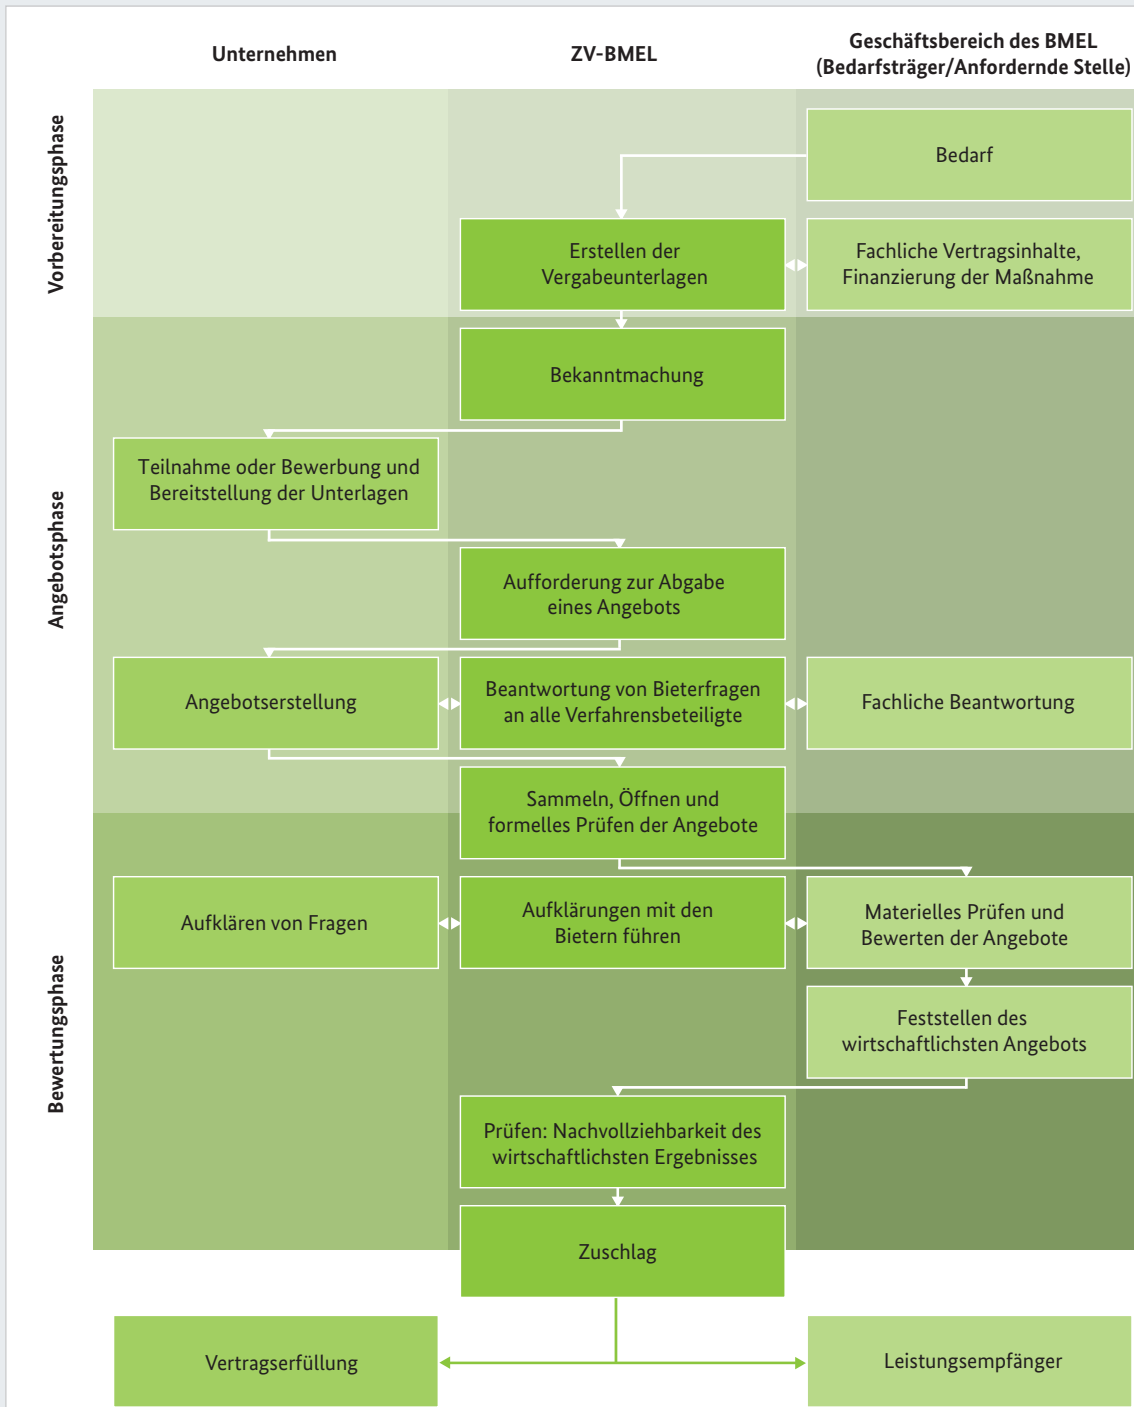 Unternehmen
ZV-BMEL
Geschäftsbereich des BMEL
(Bedarfsträger/Anfordernde Stelle)
Vorbereitungsphase
Bedarf
Erstellen der
Vergabeunterlagen
Fachliche Vertragsinhalte,
Finanzierung der Maßnahme
Angebotsphase
Bekanntmachung
Teilnahme oder Bewerbung und
Bereitstellung der Unterlagen
Aufforderung zur Abgabe
eines Angebots
Angebotserstellung
Beantwortung von Bieterfragen
an alle Verfahrensbeteiligte
Fachliche Beantwortung
Sammeln, Öffnen und
formelles Prüfen der Angebote
Bewertungsphase
Aufklären von Fragen
Aufklärungen mit den
Bietern führen
Materielles Prüfen und
Bewerten der Angebote
Feststellen des
wirtschaftlichsten Angebots
Prüfen: Nachvollziehbarkeit des
wirtschaftlichsten Ergebnisses
Zuschlag
Vertragserfüllung
Leistungsempfänger